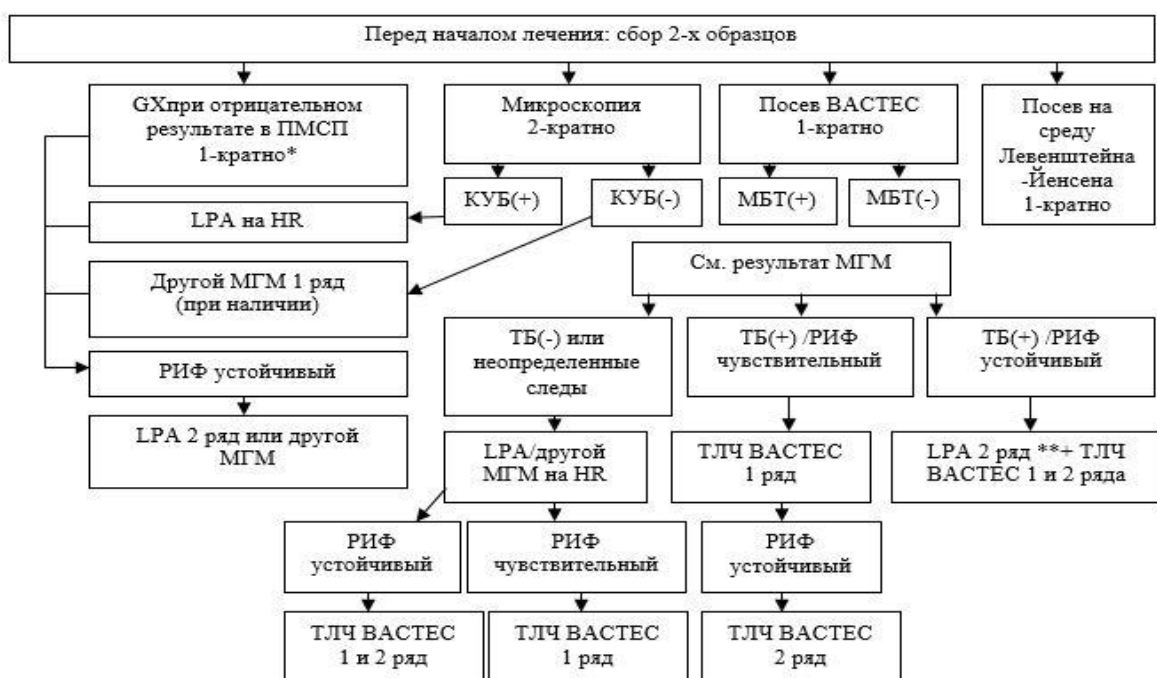 Перед началом лечения: сбор 2-х образцов
GXпри отрицательном
результате в ПМСП
1-кратно*
Микроскопия
2-кратно
Посев ВАСТЕС
1-кратно
Посев на
среду
Левенштейна
-Йенсена
1-кратно
КУБ(+)
КУБ(-)
МБТ(+)
МБТ(-)
LPA на HR
Другой МГМ 1 ряд
(при наличии)
См. результат МГМ
РИФ устойчивый
ТБ(-) или
неопределенные
следы
ТБ(+) /РИФ
чувствительный
ТБ(+) /РИФ
устойчивый
LPA 2 ряд или другой
МГМ
LPA/другой
МГМ на HR
ТЛЧ ВАСТЕС
1 ряд
LPA 2 ряд **+ ТЛЧ
ВАСТЕС 1 и 2 ряда
РИФ
устойчивый
РИФ
чувствительный
РИФ
устойчивый
ТЛЧ ВАСТЕС
1 и 2 ряд
ТЛЧ ВАСТЕС
1 ряд
ТЛЧ ВАСТЕС
2 ряд